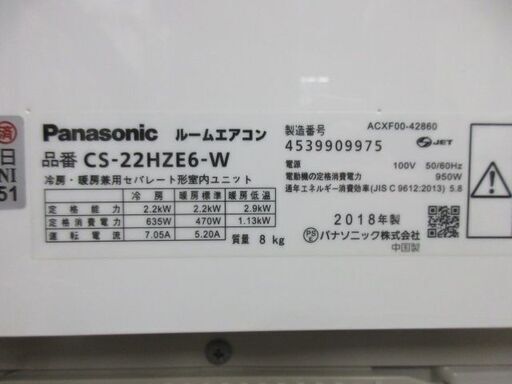 済
日
NI
51
Panasonic ルームエアコン
品番 CS-22HZE6-W
冷房・暖房兼用セパレート形室内ユニット
冷房 暖房標準 暖房低温
定格能力 2.2kW 2.2kW 2.9kW
定格消費電力 635W 470W 1.13kW
運転電流 7.05A 5.20A
質量 8 kg
製造番号 ACXF00-42860
4539909975 JET
電源 100V 50/60Hz
電動機の定格消費電力 950W
通年エネルギー消費効率(JIS C 9612:2013) 5.8
2018年製
PSE パナソニック株式会社
中国製